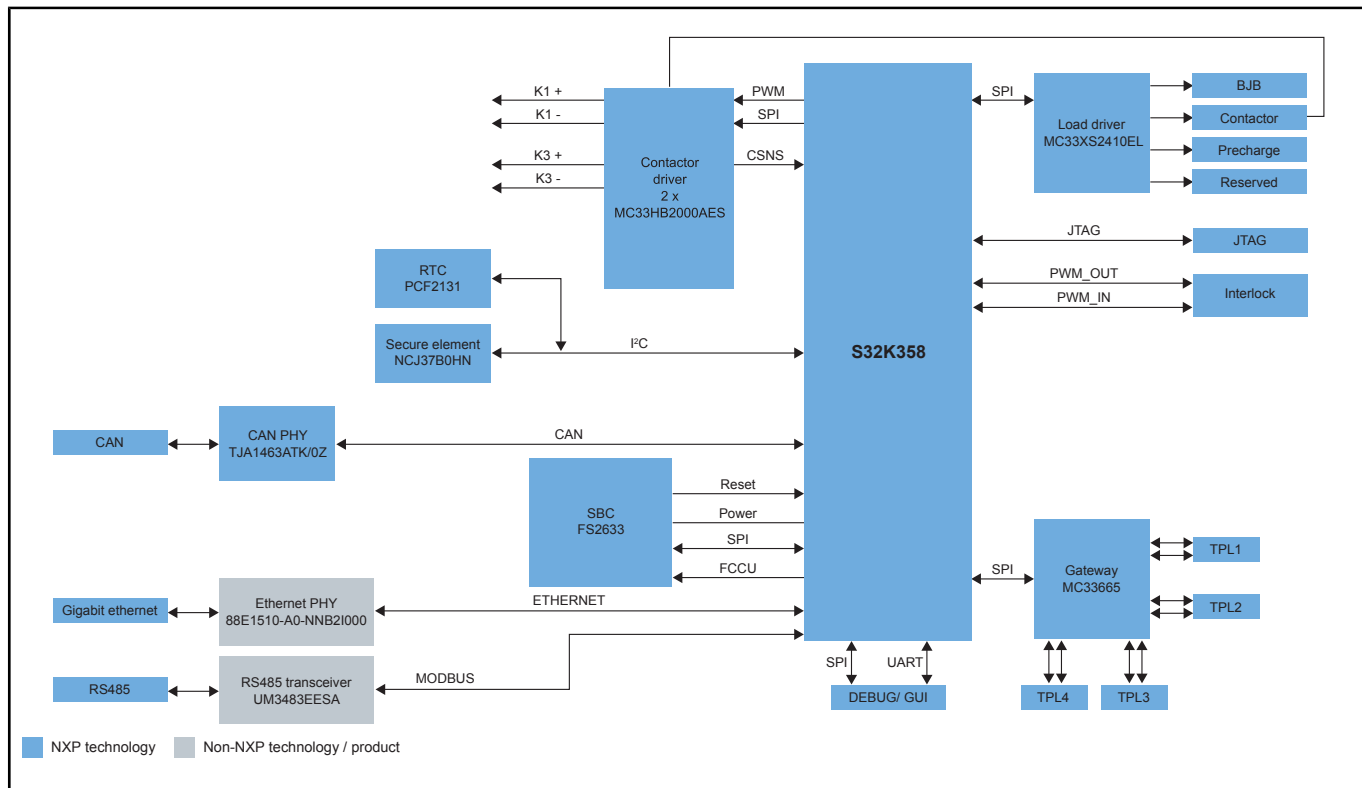 K1 +
K1 -
K3 +
K3 -
Contactor
driver
2 x
MC33HB2000AES
PWM
SPI
CSNS
S32K358
SPI
Load driver
MC33XS2410EL
BJB
Contactor
Precharge
Reserved
JTAG
JTAG
PWM_OUT
PWM_IN
Interlock
RTC
PCF2131
Secure element
NCJ37B0HN
I²C
CAN
CAN PHY
TJA1463ATK/0Z
CAN
SBC
FS2633
Reset
Power
SPI
FCCU
SPI
Gateway
MC33665
TPL1
TPL2
TPL4
TPL3
Gigabit ethernet
Ethernet PHY
88E1510-A0-NNB2I000
ETHERNET
RS485
RS485 transceiver
UM3483EESA
MODBUS
SPI
UART
DEBUG/ GUI
NXP technology
Non-NXP technology / product